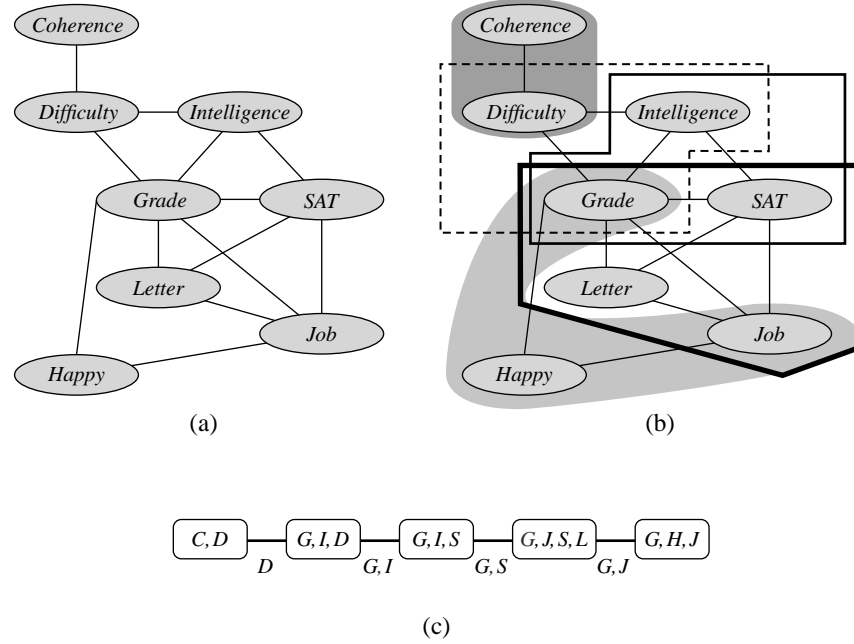 Coherence
Difficulty
Intelligence
Grade
SAT
Letter
Job
Happy
(a)
Coherence
Difficulty
Intelligence
Grade
SAT
Letter
Job
Happy
(b)
C, D
G, I, D
G, I, S
G, J, S, L
G, H, J
D
G, I
G, S
G, J
(c)